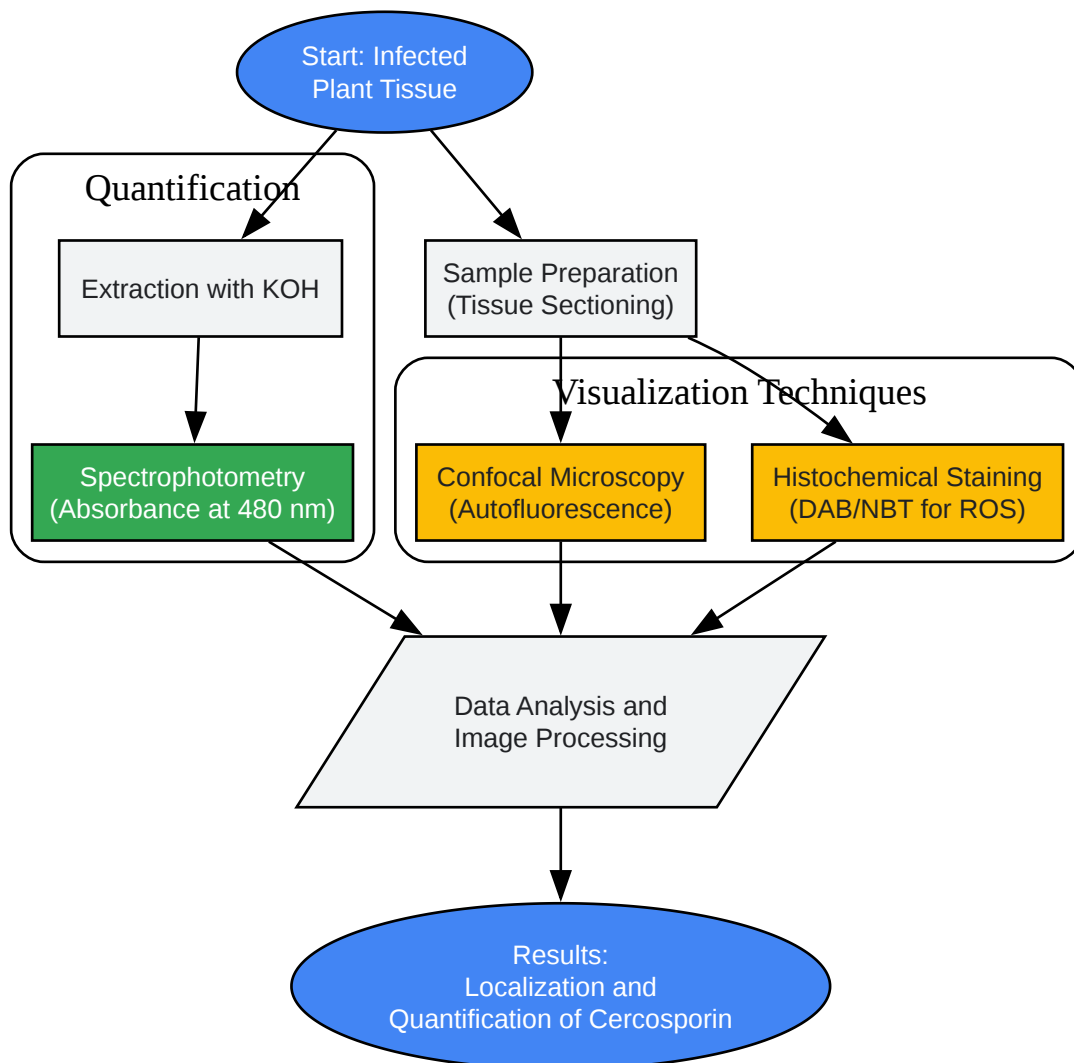 Start: Infected
Plant Tissue
Quantification
Extraction with KOH
Sample Preparation
(Tissue Sectioning)
Visualization Techniques
Spectrophotometry
(Absorbance at 480 nm)
Confocal Microscopy
(Autofluorescence)
Histochemical Staining
(DAB/NBT for ROS)
Data Analysis and
Image Processing
Results:
Localization and
Quantification of Cercosporin